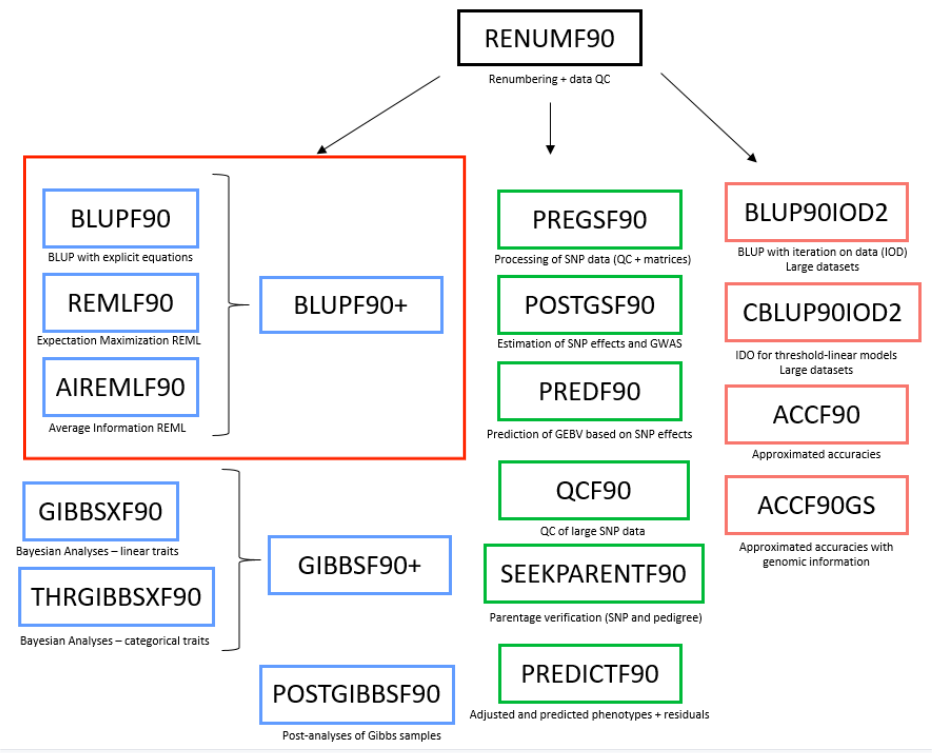 RENUMF90
Renumbering + data QC
BLUPF90
BLUP with explicit equations
REMLF90
Expectation Maximization REML
AIREMLF90
Average Information REML
BLUPF90+
GIBBSXF90
Bayesian Analyses – linear traits
THRGIBBSXF90
Bayesian Analyses – categorical traits
GIBBSF90+
POSTGIBBSF90
Post-analyses of Gibbs samples
PREGSF90
Processing of SNP data (QC + matrices)
POSTGSF90
Estimation of SNP effects and GWAS
PREDF90
Prediction of GEBV based on SNP effects
QCF90
QC of large SNP data
SEEKPARENTF90
Parentage verification (SNP and pedigree)
PREDICTF90
Adjusted and predicted phenotypes + residuals
BLUP90IOD2
BLUP with iteration on data (IOD)
Large datasets
CBLUP90IOD2
IDO for threshold-linear models
Large datasets
ACCF90
Approximated accuracies
ACCF90GS
Approximated accuracies with
genomic information